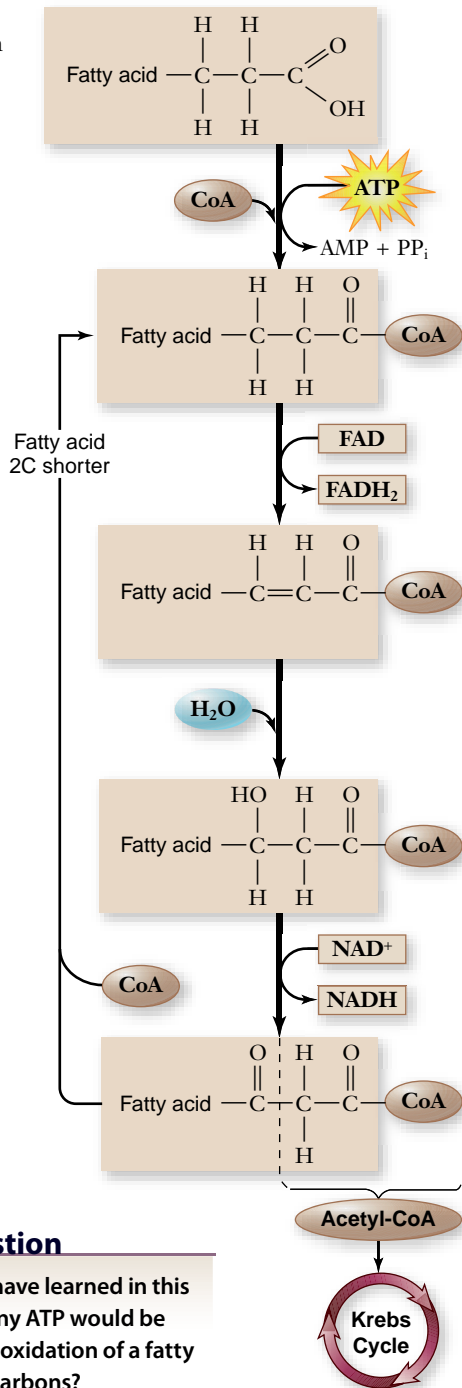 H H
O
Fatty acid — C — C — C
OH
H H
CoA
ATP
AMP + PPi
H H O
Fatty acid — C — C — C — CoA
H H
Fatty acid
2C shorter
FAD
FADH₂
H H O
Fatty acid — C = C — C — CoA
H₂O
HO H O
Fatty acid — C — C — C — CoA
H H
NAD⁺
CoA
NADH
O H O
Fatty acid — C — C — C — CoA
H
Acetyl-CoA
Krebs
Cycle
stion
have learned in this
ny ATP would be
oxidation of a fatty
arbons?